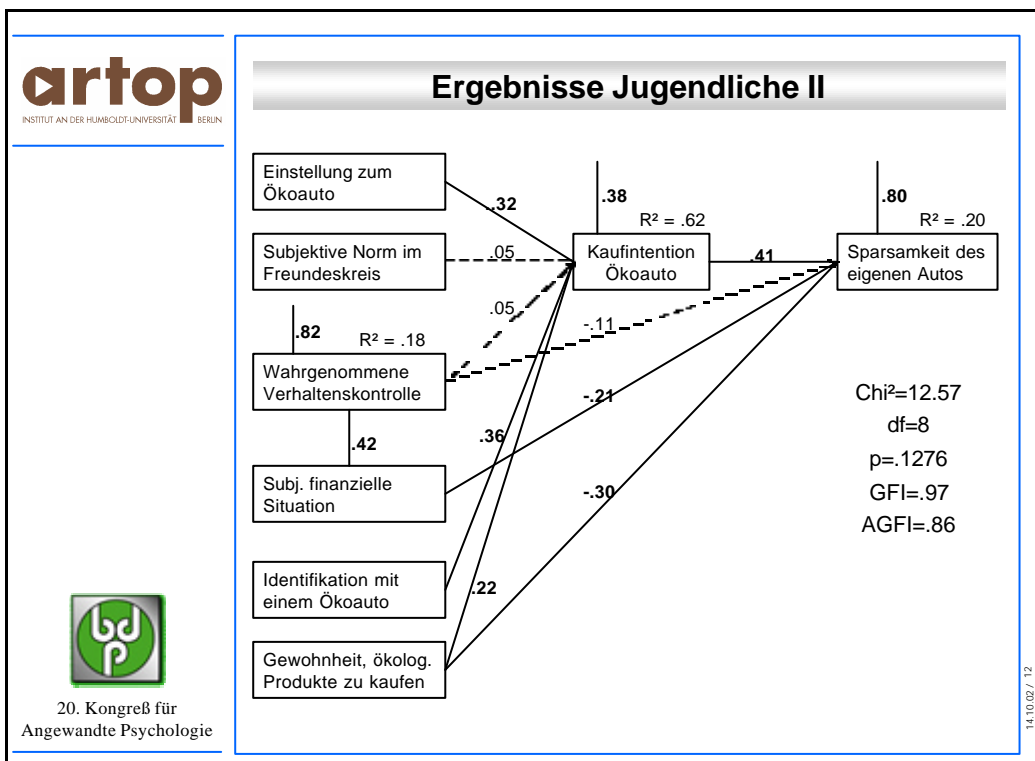 artop
INSTITUT AN DER HUMBOLDT-UNIVERSITÄT BERLIN
Ergebnisse Jugendliche II
Einstellung zum
Ökoauto
.32
.38
R² = .62
.80
R² = .20
Subjektive Norm im
Freundeskreis
.05
Kaufintention
Ökoauto
.41
Sparsamkeit des
eigenen Autos
.05
-.11
.82
R² = .18
Wahrgenommene
Verhaltenskontrolle
-.21
.42
.36
Subj. finanzielle
Situation
-.30
Chi²=12.57
df=8
p=.1276
GFI=.97
AGFI=.86
Identifikation mit
einem Ökoauto
.22
Gewohnheit, ökolog.
Produkte zu kaufen
bdp
20. Kongreß für
Angewandte Psychologie
14.10.02 / 12